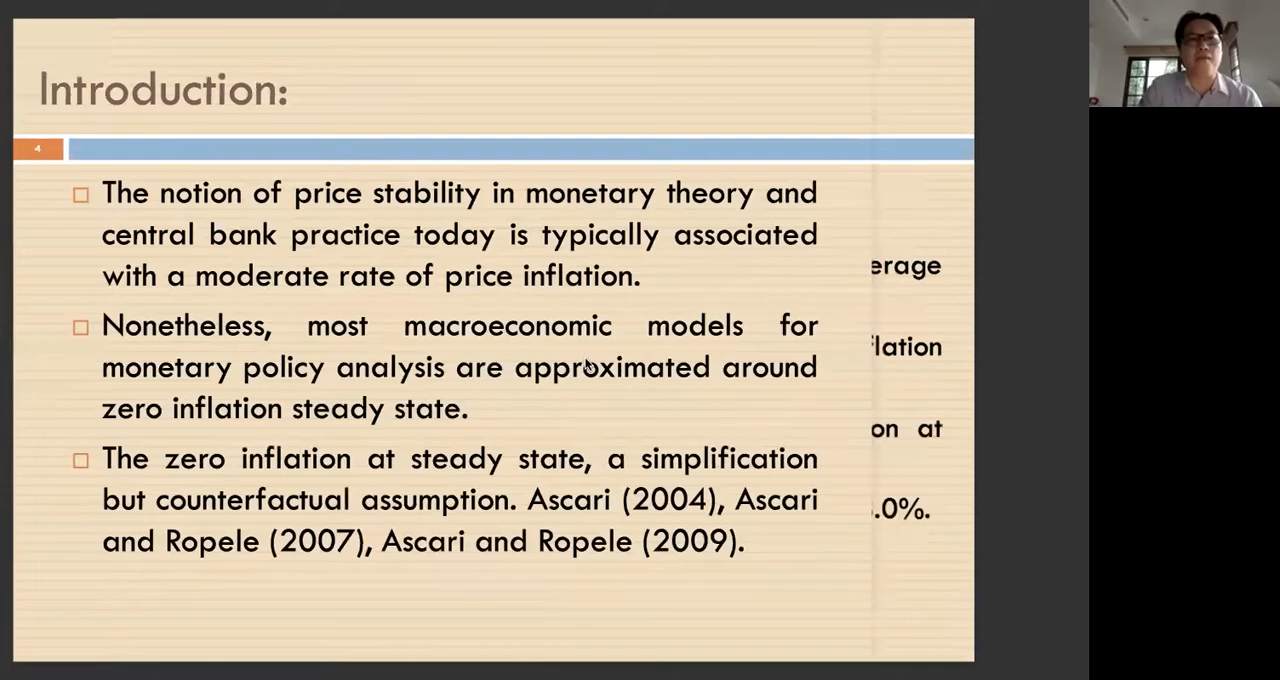 Introduction:
4
The notion of price stability in monetary theory and
central bank practice today is typically associated
with a moderate rate of price inflation.
Nonetheless, most macroeconomic models for
monetary policy analysis are approximated around
zero inflation steady state.
The zero inflation at steady state, a simplification
but counterfactual assumption. Ascari (2004), Ascari
and Ropele (2007), Ascari and Ropele (2009).
erage
flation
on at
.0%.